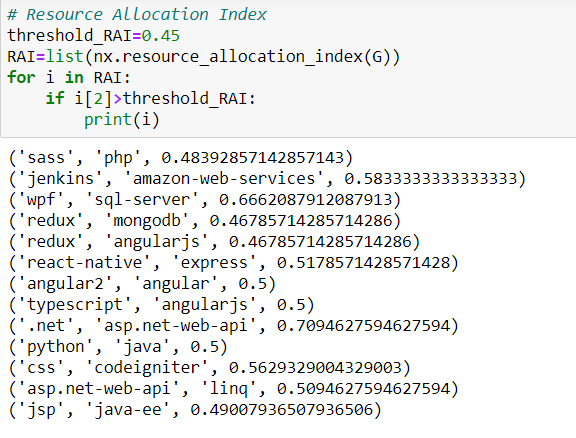 # Resource Allocation Index
threshold_RAI=0.45
RAI=list(nx.resource_allocation_index(G))
for i in RAI:
    if i[2]>threshold_RAI:
        print(i)
('sass', 'php', 0.48392857142857143)
('jenkins', 'amazon-web-services', 0.5833333333333333)
('wpf', 'sql-server', 0.6662087912087913)
('redux', 'mongodb', 0.46785714285714286)
('redux', 'angularjs', 0.46785714285714286)
('react-native', 'express', 0.5178571428571428)
('angular2', 'angular', 0.5)
('typescript', 'angularjs', 0.5)
('.net', 'asp.net-web-api', 0.7094627594627594)
('python', 'java', 0.5)
('css', 'codeigniter', 0.5629329004329003)
('asp.net-web-api', 'linq', 0.5094627594627594)
('jsp', 'java-ee', 0.49007936507936506)